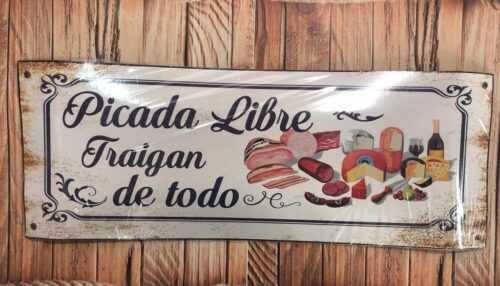 Picada Libre
Traigan
de todo